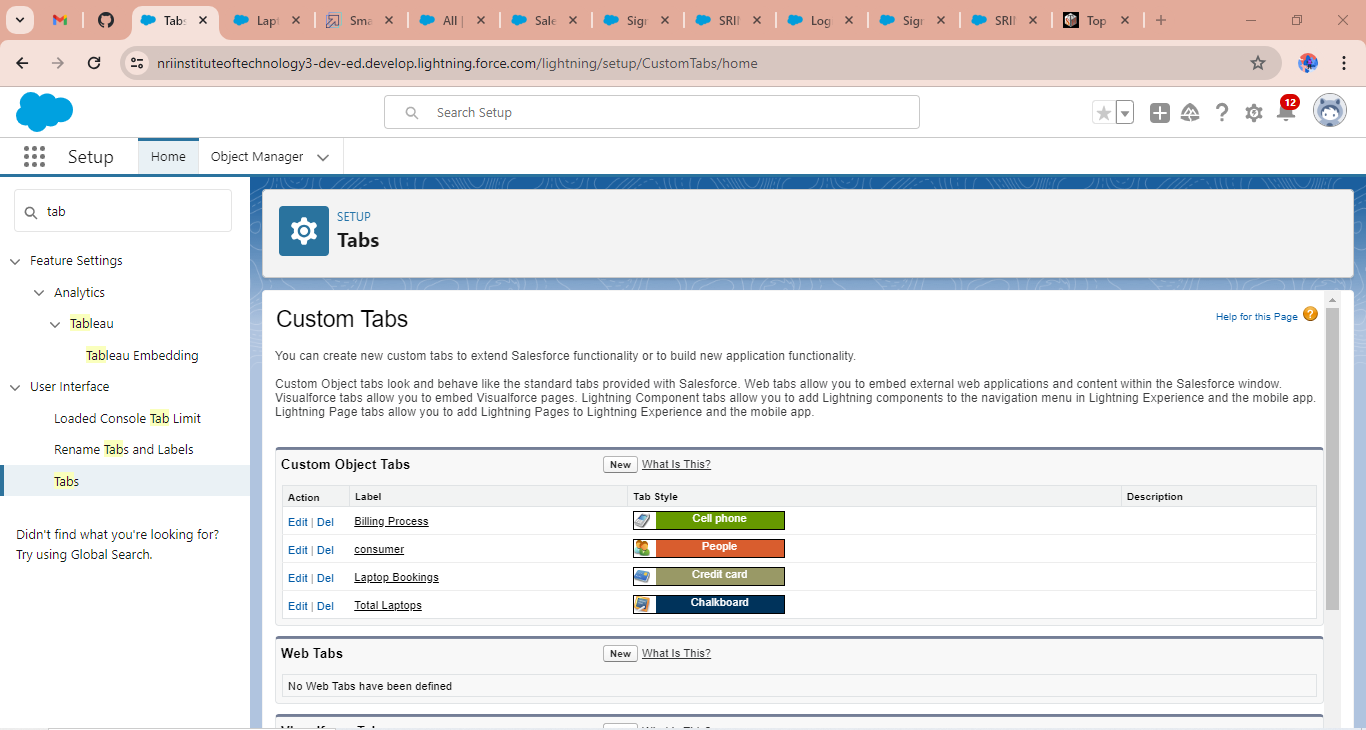 Tabs
Lapt
Sma
All |
Sale
Sign
SRIN
Log
Sign
SRIN
Top
nriinstituteoftechnology3-dev-ed.develop.lightning.force.com/lightning/setup/CustomTabs/home
Search Setup
12
Setup
Home
Object Manager
tab
Feature Settings
Analytics
Tableau
Tableau Embedding
User Interface
Loaded Console Tab Limit
Rename Tabs and Labels
Tabs
Didn't find what you're looking for?
Try using Global Search.
SETUP
Tabs
Custom Tabs
Help for this Page ?
You can create new custom tabs to extend Salesforce functionality or to build new application functionality.
Custom Object tabs look and behave like the standard tabs provided with Salesforce. Web tabs allow you to embed external web applications and content within the Salesforce window.
Visualforce tabs allow you to embed Visualforce pages. Lightning Component tabs allow you to add Lightning components to the navigation menu in Lightning Experience and the mobile app.
Lightning Page tabs allow you to add Lightning Pages to Lightning Experience and the mobile app.
Custom Object Tabs New What Is This?
Action Label Tab Style Description
Edit | Del Billing Process Cell phone
Edit | Del consumer People
Edit | Del Laptop Bookings Credit card
Edit | Del Total Laptops Chalkboard
Web Tabs New What Is This?
No Web Tabs have been defined